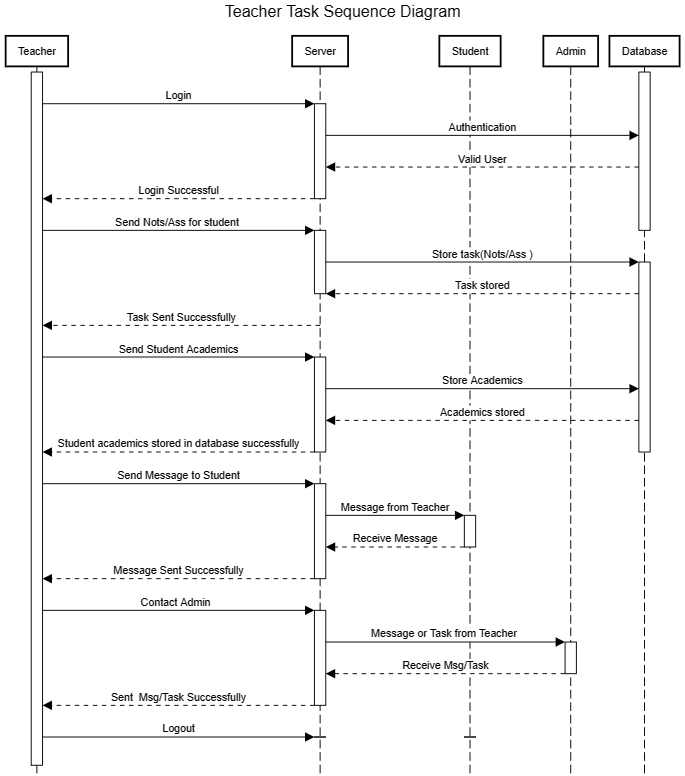 Teacher Task Sequence Diagram
Teacher
Server
Student
Admin
Database
Login
Authentication
Valid User
Login Successful
Send Nots/Ass for student
Store task(Nots/Ass )
Task stored
Task Sent Successfully
Send Student Academics
Store Academics
Academics stored
Student academics stored in database successfully
Send Message to Student
Message from Teacher
Receive Message
Message Sent Successfully
Contact Admin
Message or Task from Teacher
Receive Msg/Task
Sent  Msg/Task Successfully
Logout